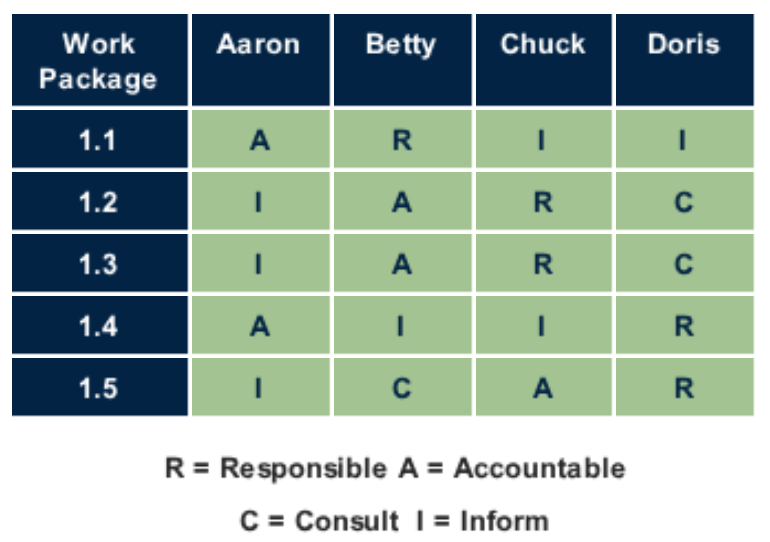 Work Package Aaron Betty Chuck Doris
1.1 A R I I
1.2 I A R C
1.3 I A R C
1.4 A I I R
1.5 I C A R
R = Responsible A = Accountable
C = Consult I = Inform